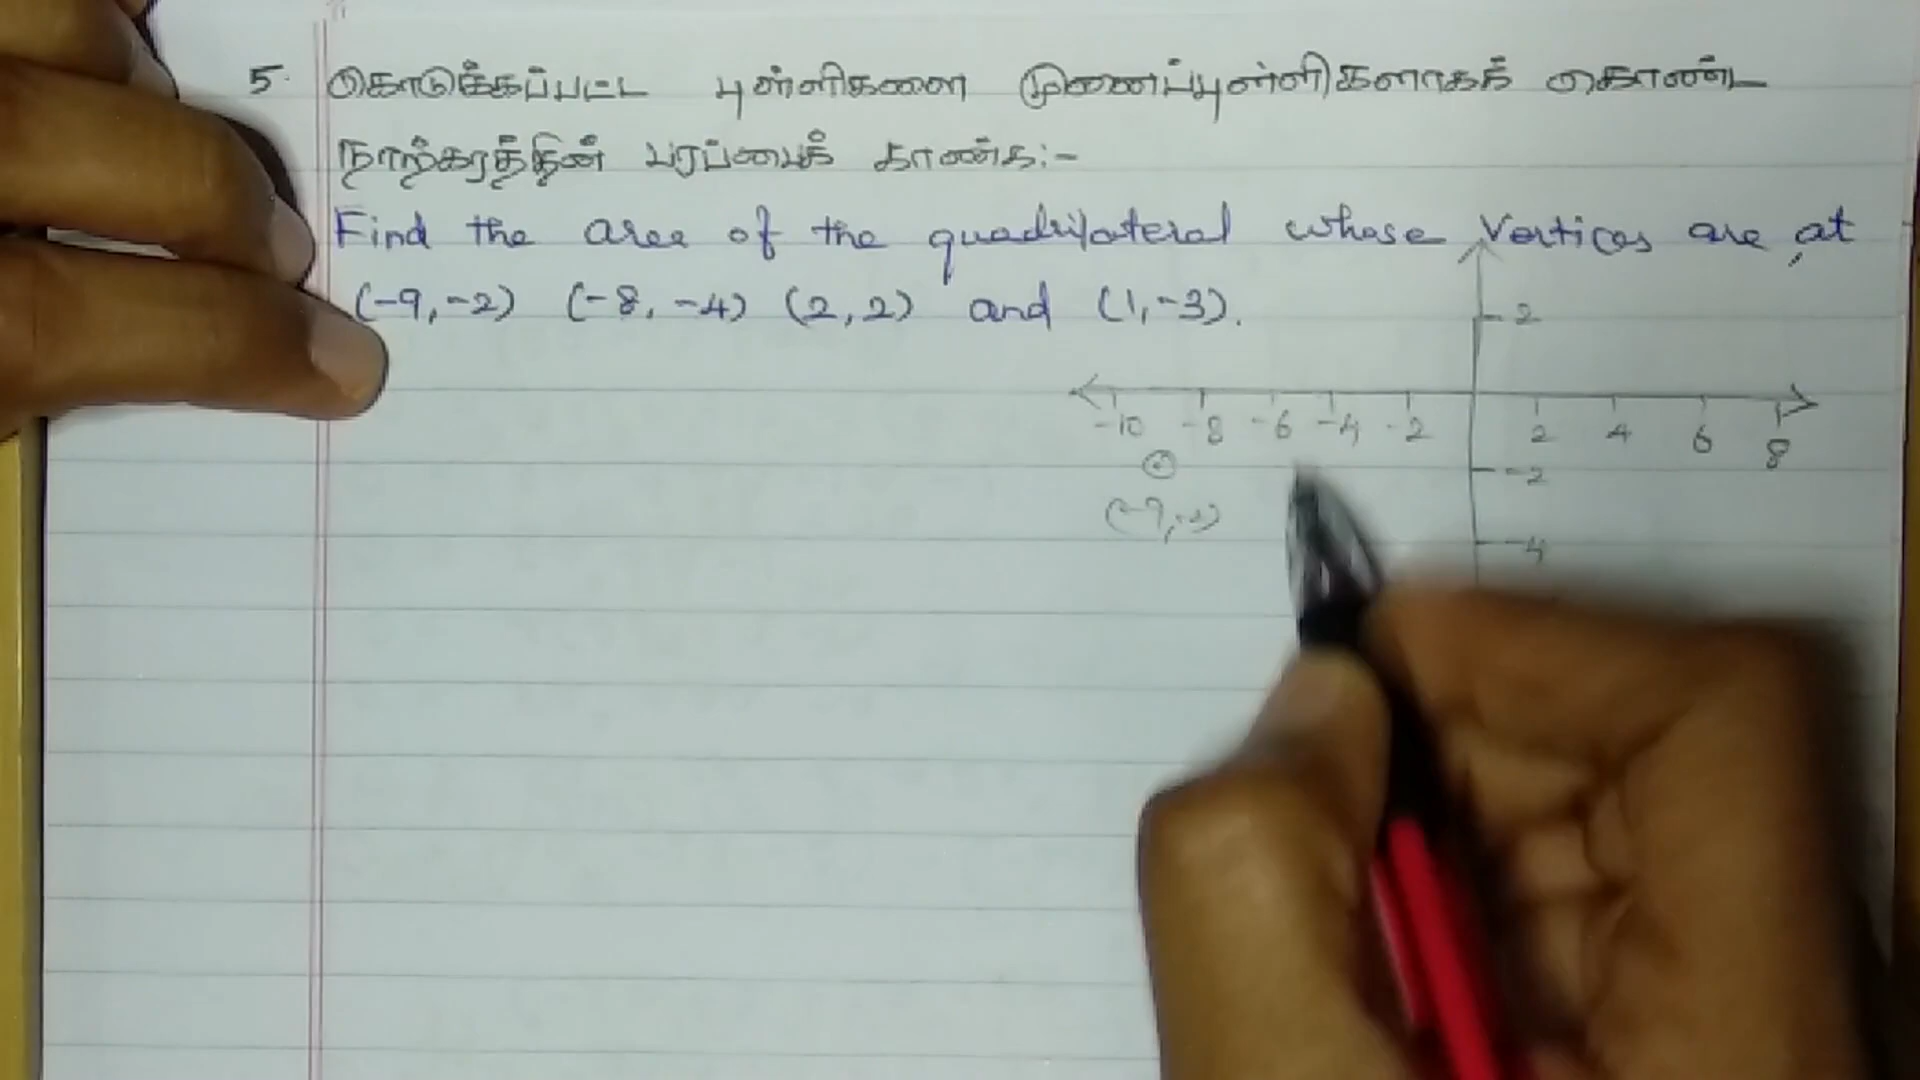 5. கொடுக்கப்பட்ட புள்ளிகளை முனைப்புள்ளிகளாகக் கொண்ட
நாற்கரத்தின் பரப்பைக் காண்க:-
Find the area of the quadrilateral whose vertices are at
(-9,-2) (-8, -4) (2,2) and (1,-3).
2
-10 -8 -6 -4 -2 2 4 6 8
-2
(-9,-2)
-4